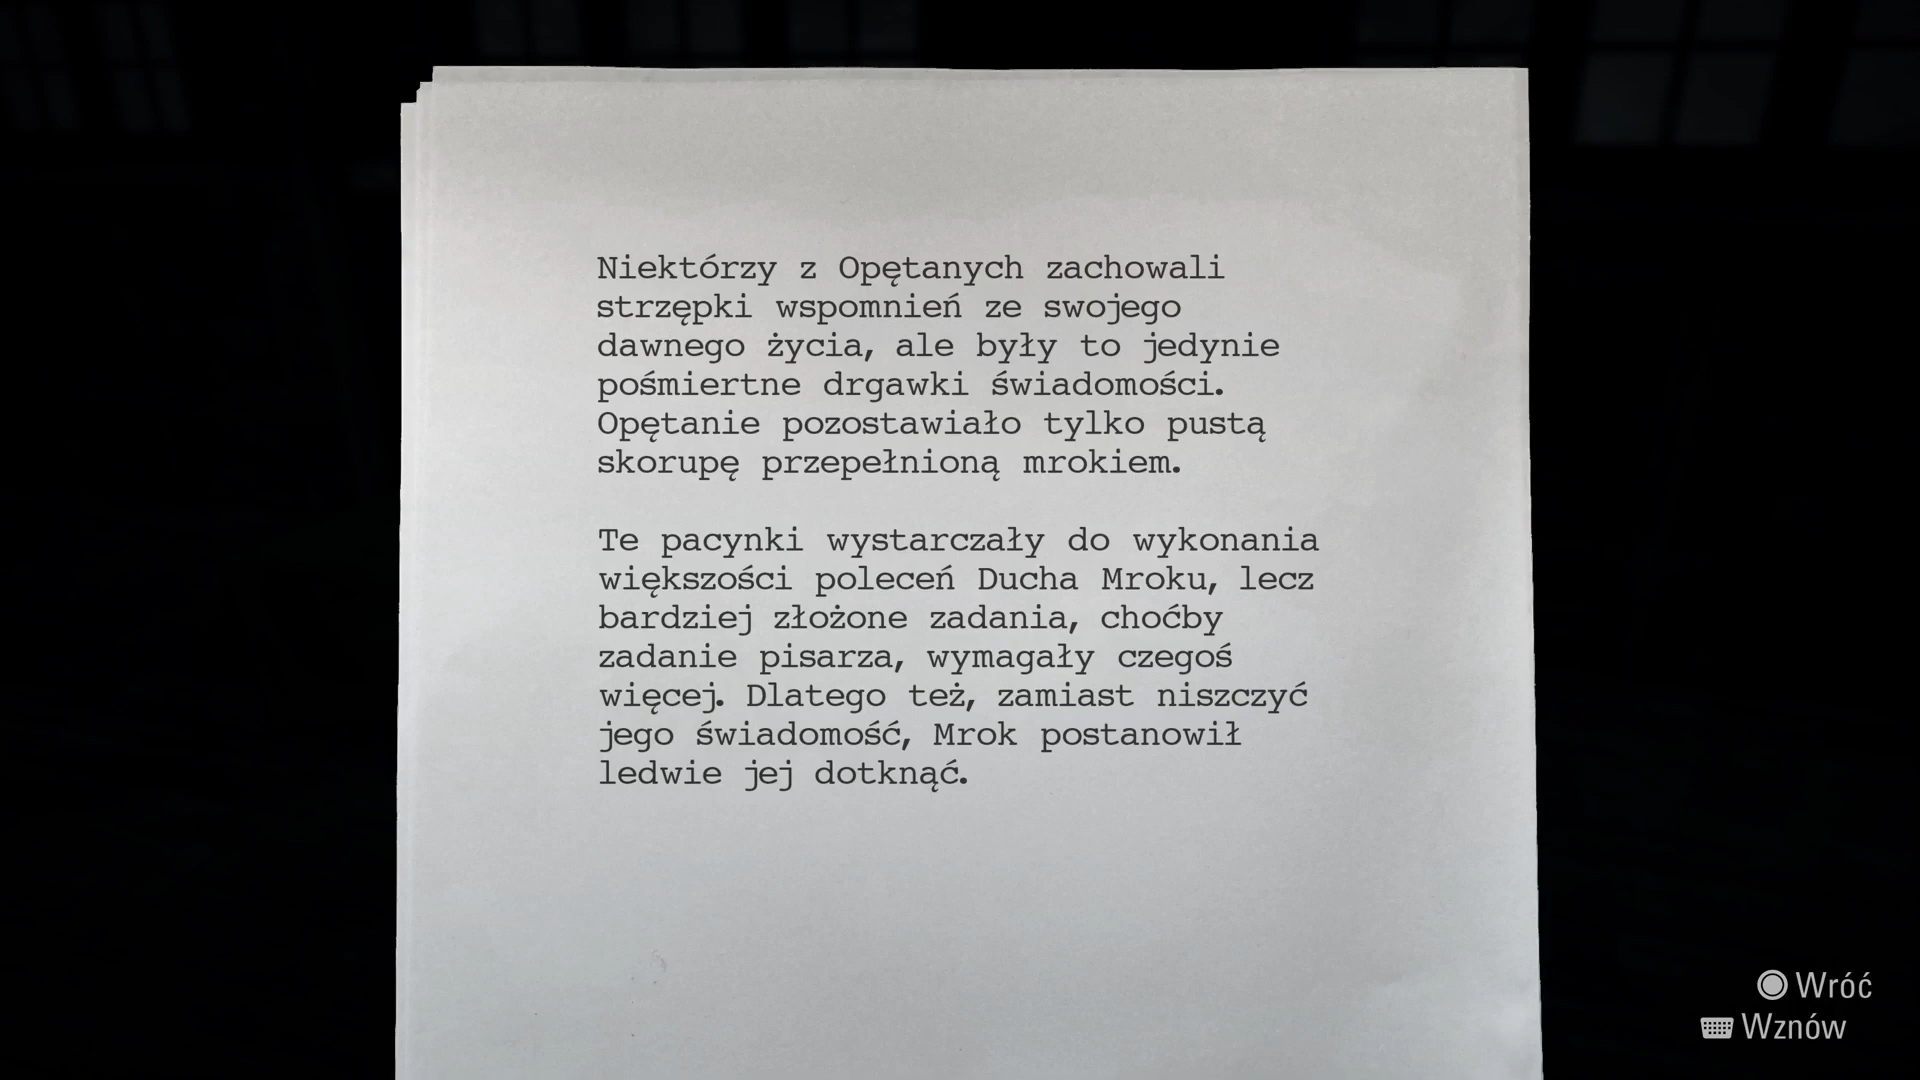 Niektórzy z Opętanych zachowali
strzępki wspomnień ze swojego
dawnego życia, ale były to jedynie
pośmiertne drgawki świadomości.
Opętanie pozostawiało tylko pustą
skorupę przepełnioną mrokiem.
Te pacynki wystarczały do wykonania
większości poleceń Ducha Mroku, lecz
bardziej złożone zadania, choćby
zadanie pisarza, wymagały czegoś
więcej. Dlatego też, zamiast niszczyć
jego świadomość, Mrok postanowił
ledwie jej dotknąć.
Wróć
Wznów